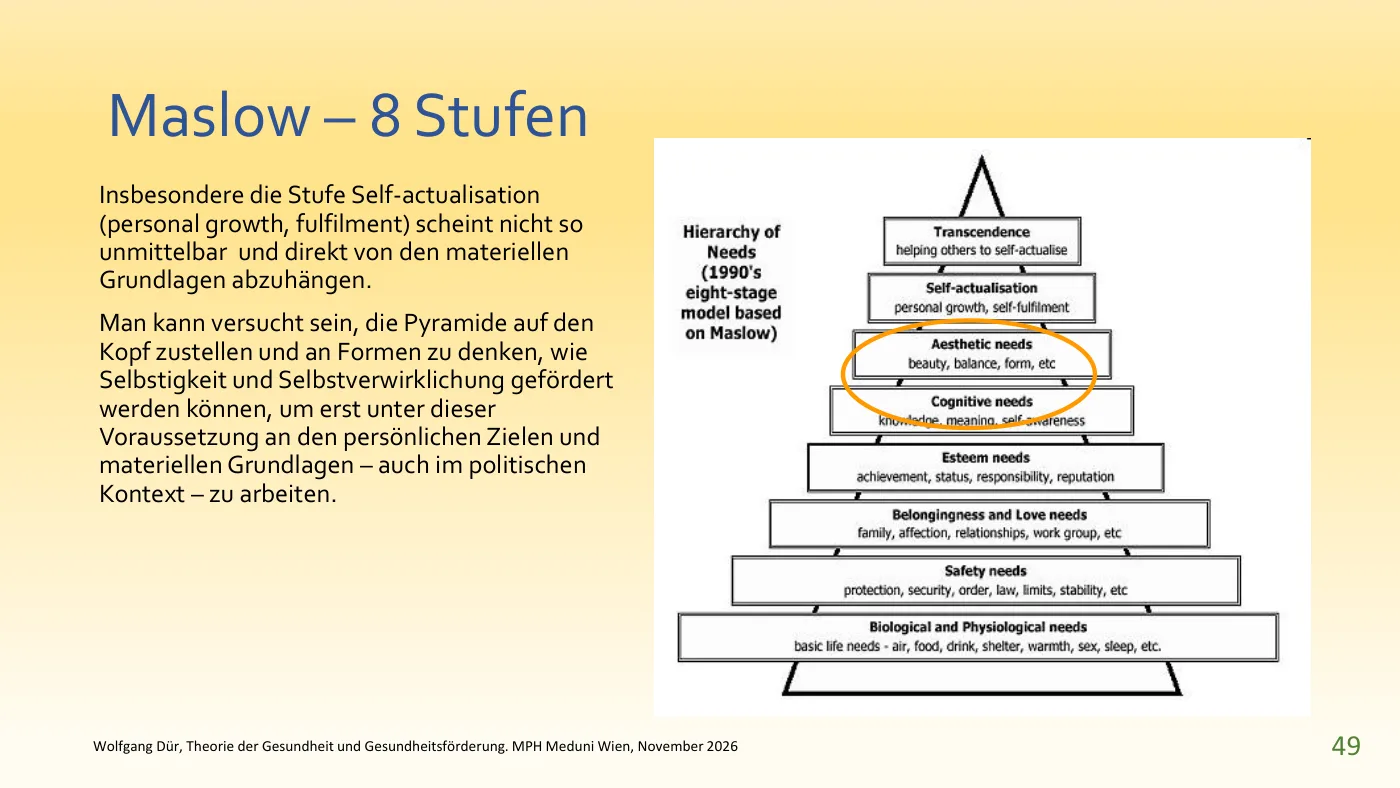 Maslow – 8 Stufen
Insbesondere die Stufe Self-actualisation
(personal growth, fulfilment) scheint nicht so
unmittelbar  und direkt von den materiellen
Grundlagen abzuhängen.
Man kann versucht sein, die Pyramide auf den
Kopf zustellen und an Formen zu denken, wie
Selbstigkeit und Selbstverwirklichung gefördert
werden können, um erst unter dieser
Voraussetzung an den persönlichen Zielen und
materiellen Grundlagen – auch im politischen
Kontext – zu arbeiten.
Hierarchy of
Needs
(1990's
eight-stage
model based
on Maslow)
Transcendence
helping others to self-actualise
Self-actualisation
personal growth, self-fulfilment
Aesthetic needs
beauty, balance, form, etc
Cognitive needs
knowledge, meaning, self-awareness
Esteem needs
achievement, status, responsibility, reputation
Belongingness and Love needs
family, affection, relationships, work group, etc
Safety needs
protection, security, order, law, limits, stability, etc
Biological and Physiological needs
basic life needs - air, food, drink, shelter, warmth, sex, sleep, etc.
Wolfgang Dür, Theorie der Gesundheit und Gesundheitsförderung. MPH Meduni Wien, November 2026
49